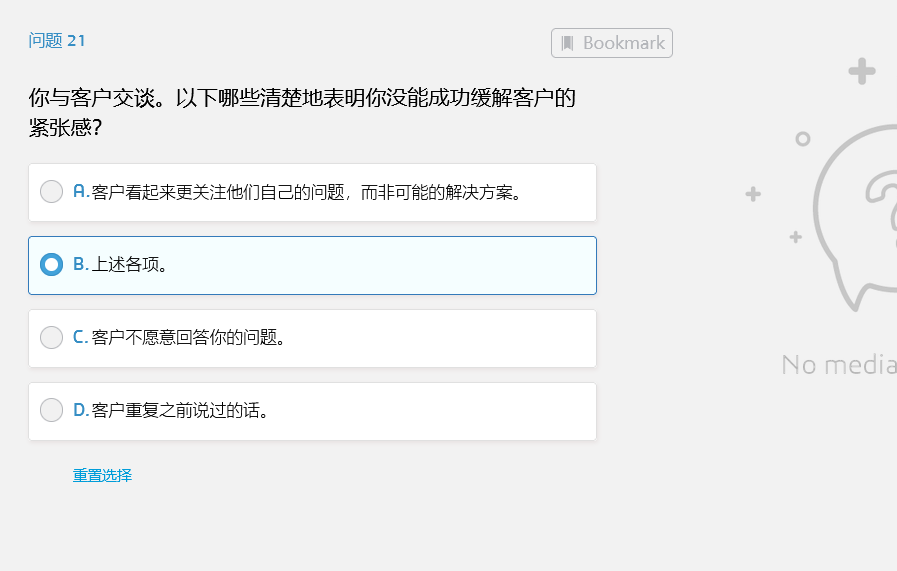 问题 21
Bookmark
你与客户交谈。以下哪些清楚地表明你没能成功缓解客户的
紧张感?
A.客户看起来更关注他们自己的问题，而非可能的解决方案。
B.上述各项。
C.客户不愿意回答你的问题。
D.客户重复之前说过的话。
重置选择
No media